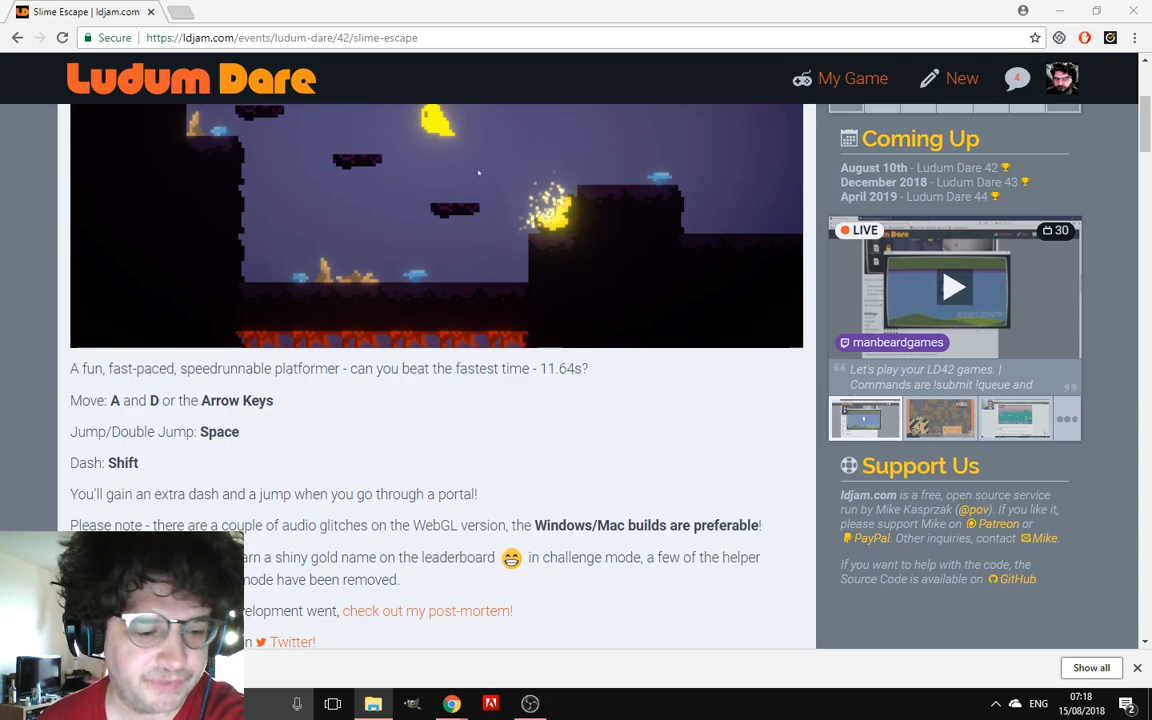 Slime Escape | ldjam.com
Secure
https://ldjam.com/events/ludum-dare/42/slime-escape
LUDUM DARE
My Game
New
4
Coming Up
August 10th - Ludum Dare 42
December 2018 - Ludum Dare 43
April 2019 - Ludum Dare 44
LIVE
30
manbeardgames
Let's play your LD42 games. |
Commands are !submit !queue and
Support Us
ldjam.com is a free, open source service
run by Mike Kasprzak (@pov). If you like it,
please support Mike on Patreon or
PayPal. Other inquiries, contact Mike.
If you want to help with the code, the
Source Code is available on GitHub.
A fun, fast-paced, speedrunnable platformer - can you beat the fastest time - 11.64s?
Move: A and D or the Arrow Keys
Jump/Double Jump: Space
Dash: Shift
You'll gain an extra dash and a jump when you go through a portal!
Please note - there are a couple of audio glitches on the WebGL version, the Windows/Mac builds are preferable!
arn a shiny gold name on the leaderboard 😁 in challenge mode, a few of the helper
mode have been removed.
velopment went, check out my post-mortem!
n Twitter!
Show all
ENG
07:18
15/08/2018
2